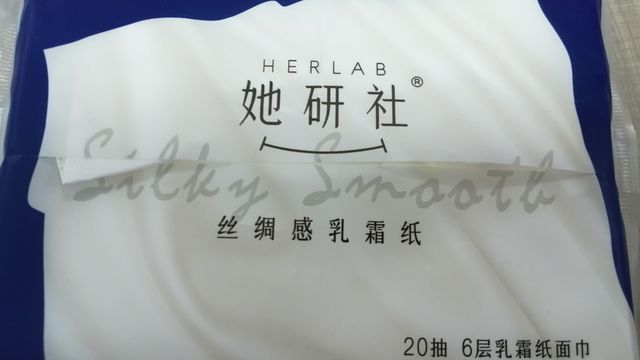 HERLAB
她研社®
Silky Smooth
丝绸感乳霜纸
20抽 6层乳霜纸面巾